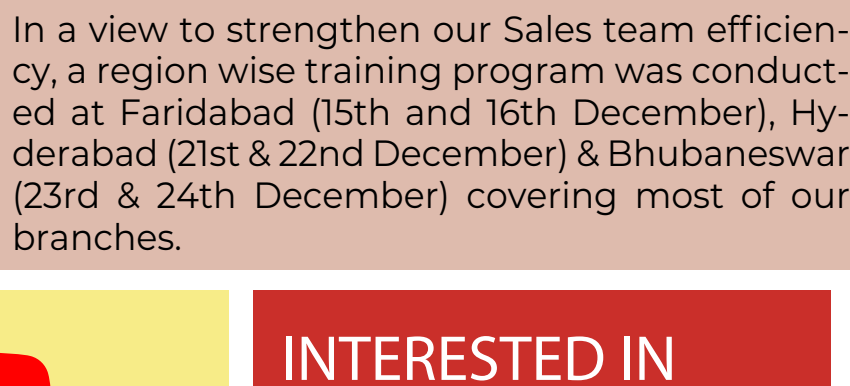 In a view to strengthen our Sales team efficien-
cy, a region wise training program was conduct-
ed at Faridabad (15th and 16th December), Hy-
derabad (21st & 22nd December) & Bhubaneswar
(23rd & 24th December) covering most of our
branches.
INTERESTED IN